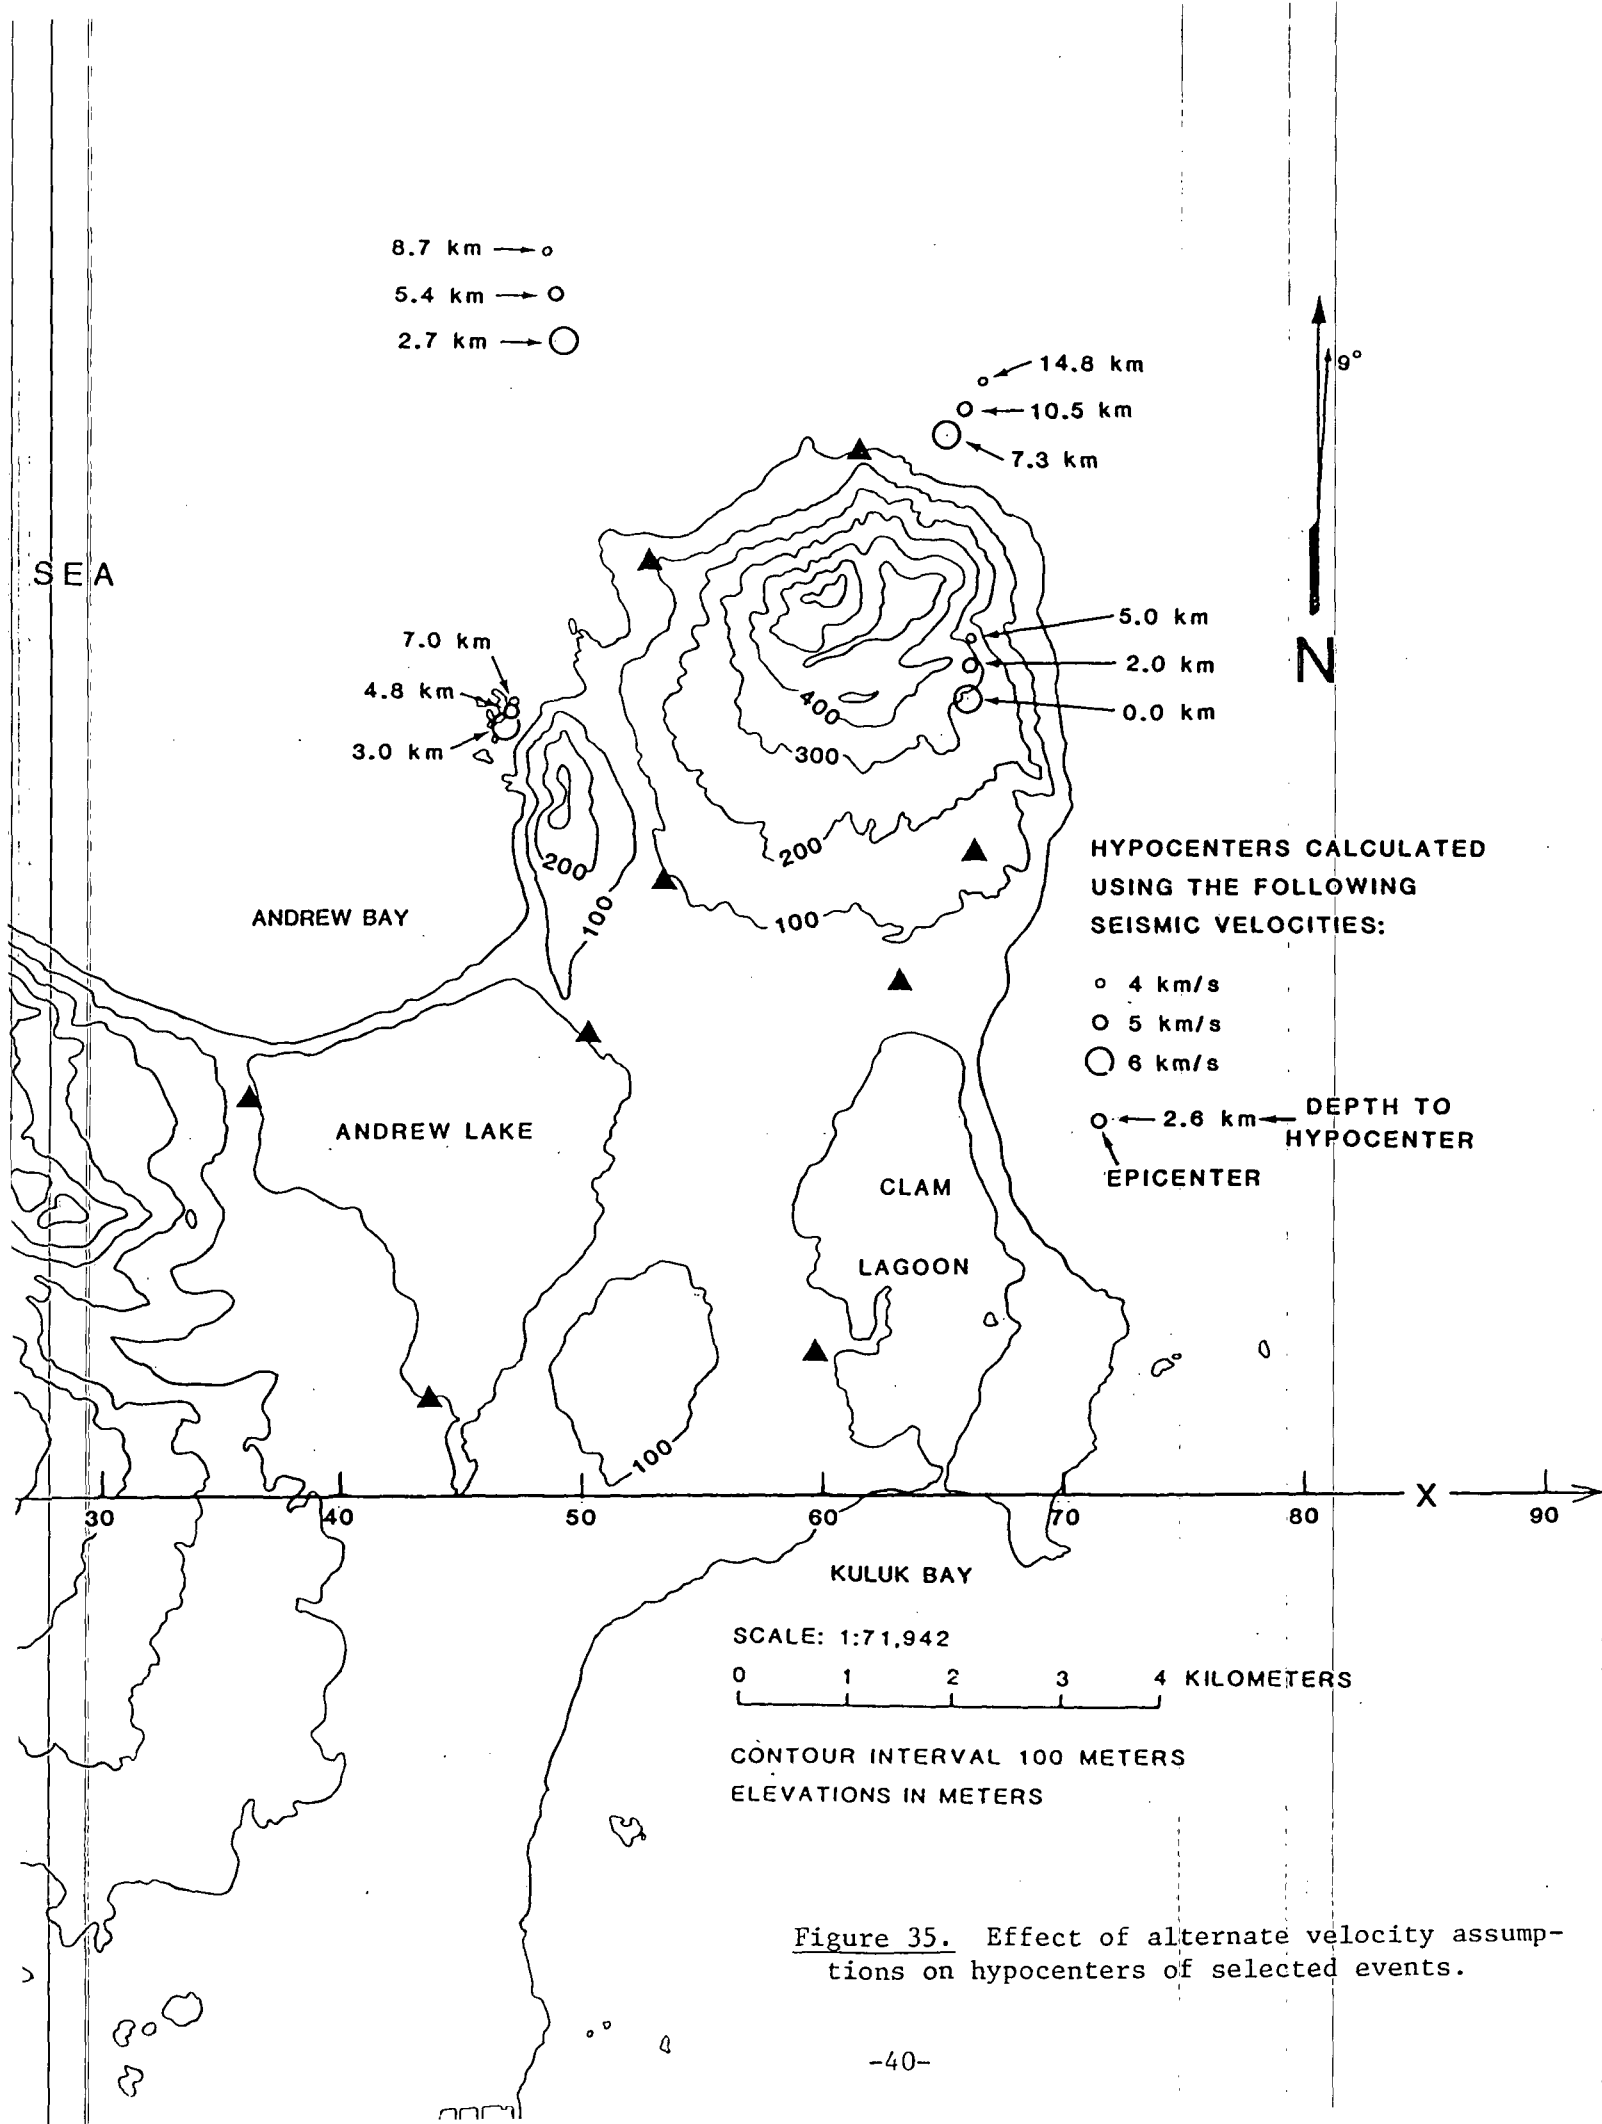 8.7 km
5.4 km
2.7 km
14.8 km
10.5 km
7.3 km
9°
SEA
N
5.0 km
2.0 km
0.0 km
7.0 km
4.8 km
3.0 km
400
300
200
200
100
100
ANDREW BAY
HYPOCENTERS CALCULATED
USING THE FOLLOWING
SEISMIC VELOCITIES:
4 km/s
5 km/s
6 km/s
2.6 km
DEPTH TO
HYPOCENTER
EPICENTER
ANDREW LAKE
CLAM
LAGOON
100
X
30 40 50 60 70 80 90
KULUK BAY
SCALE: 1:71,942
0 1 2 3 4 KILOMETERS
CONTOUR INTERVAL 100 METERS
ELEVATIONS IN METERS
Figure 35. Effect of alternate velocity assump-
tions on hypocenters of selected events.
-40-